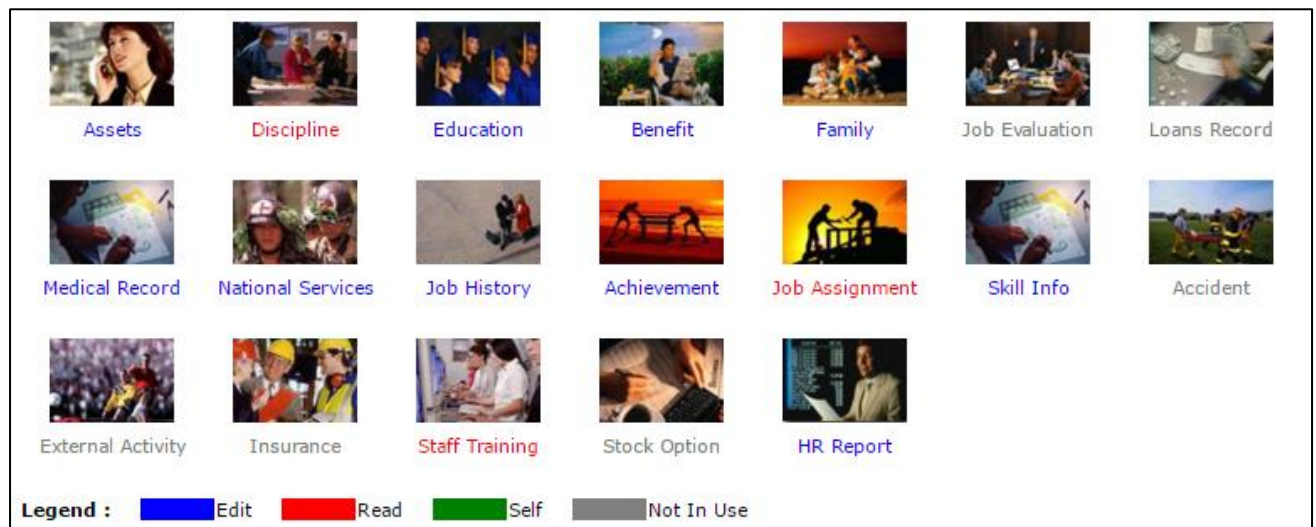 Assets Discipline Education Benefit Family Job Evaluation Loans Record
Medical Record National Services Job History Achievement Job Assignment Skill Info Accident
External Activity Insurance Staff Training Stock Option HR Report
Legend : Edit Read Self Not In Use